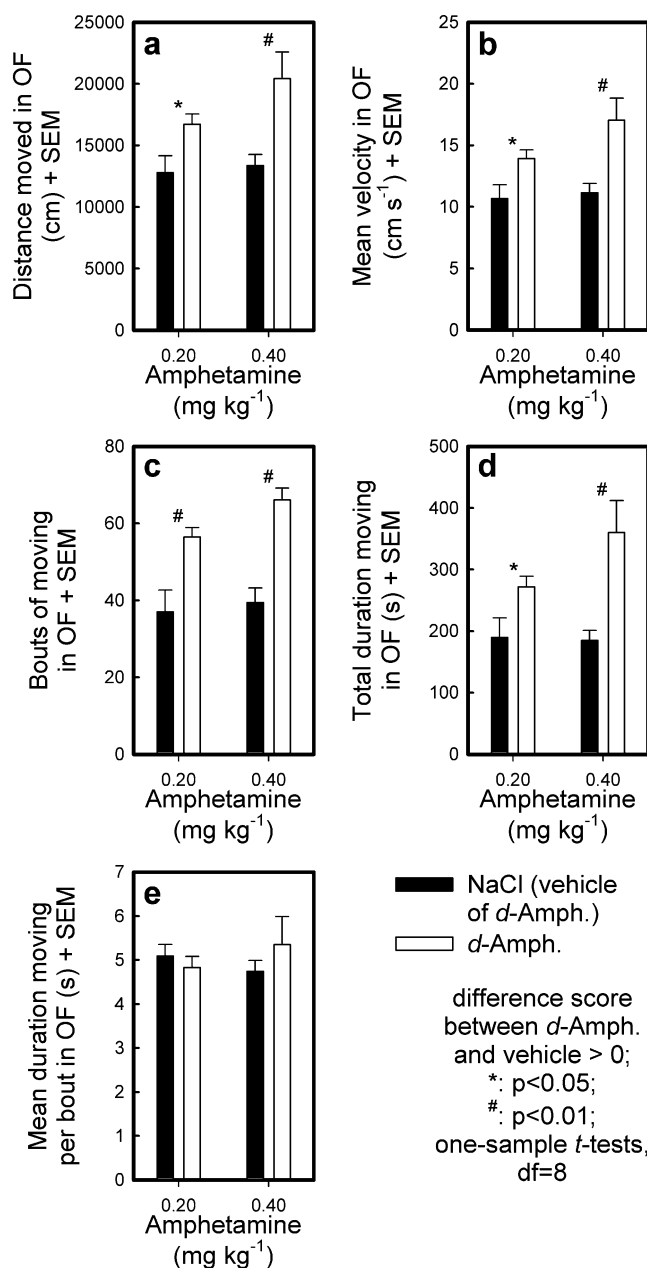 a
Distance moved in OF
(cm) + SEM
25000
20000
15000
10000
5000
0
*
#
0.20
0.40
Amphetamine
(mg kg-1)
b
Mean velocity in OF
(cm s-1) + SEM
25
20
15
10
5
0
*
#
0.20
0.40
Amphetamine
(mg kg-1)
c
Bouts of moving
in OF + SEM
80
60
40
20
0
#
#
0.20
0.40
Amphetamine
(mg kg-1)
d
Total duration moving
in OF (s) + SEM
500
400
300
200
100
0
*
#
0.20
0.40
Amphetamine
(mg kg-1)
e
Mean duration moving
per bout in OF (s) + SEM
7
6
5
4
3
2
1
0
0.20
0.40
Amphetamine
(mg kg-1)
NaCl (vehicle
of d-Amph.)
d-Amph.
difference score
between d-Amph.
and vehicle > 0;
*: p<0.05;
#: p<0.01;
one-sample t-tests,
df=8